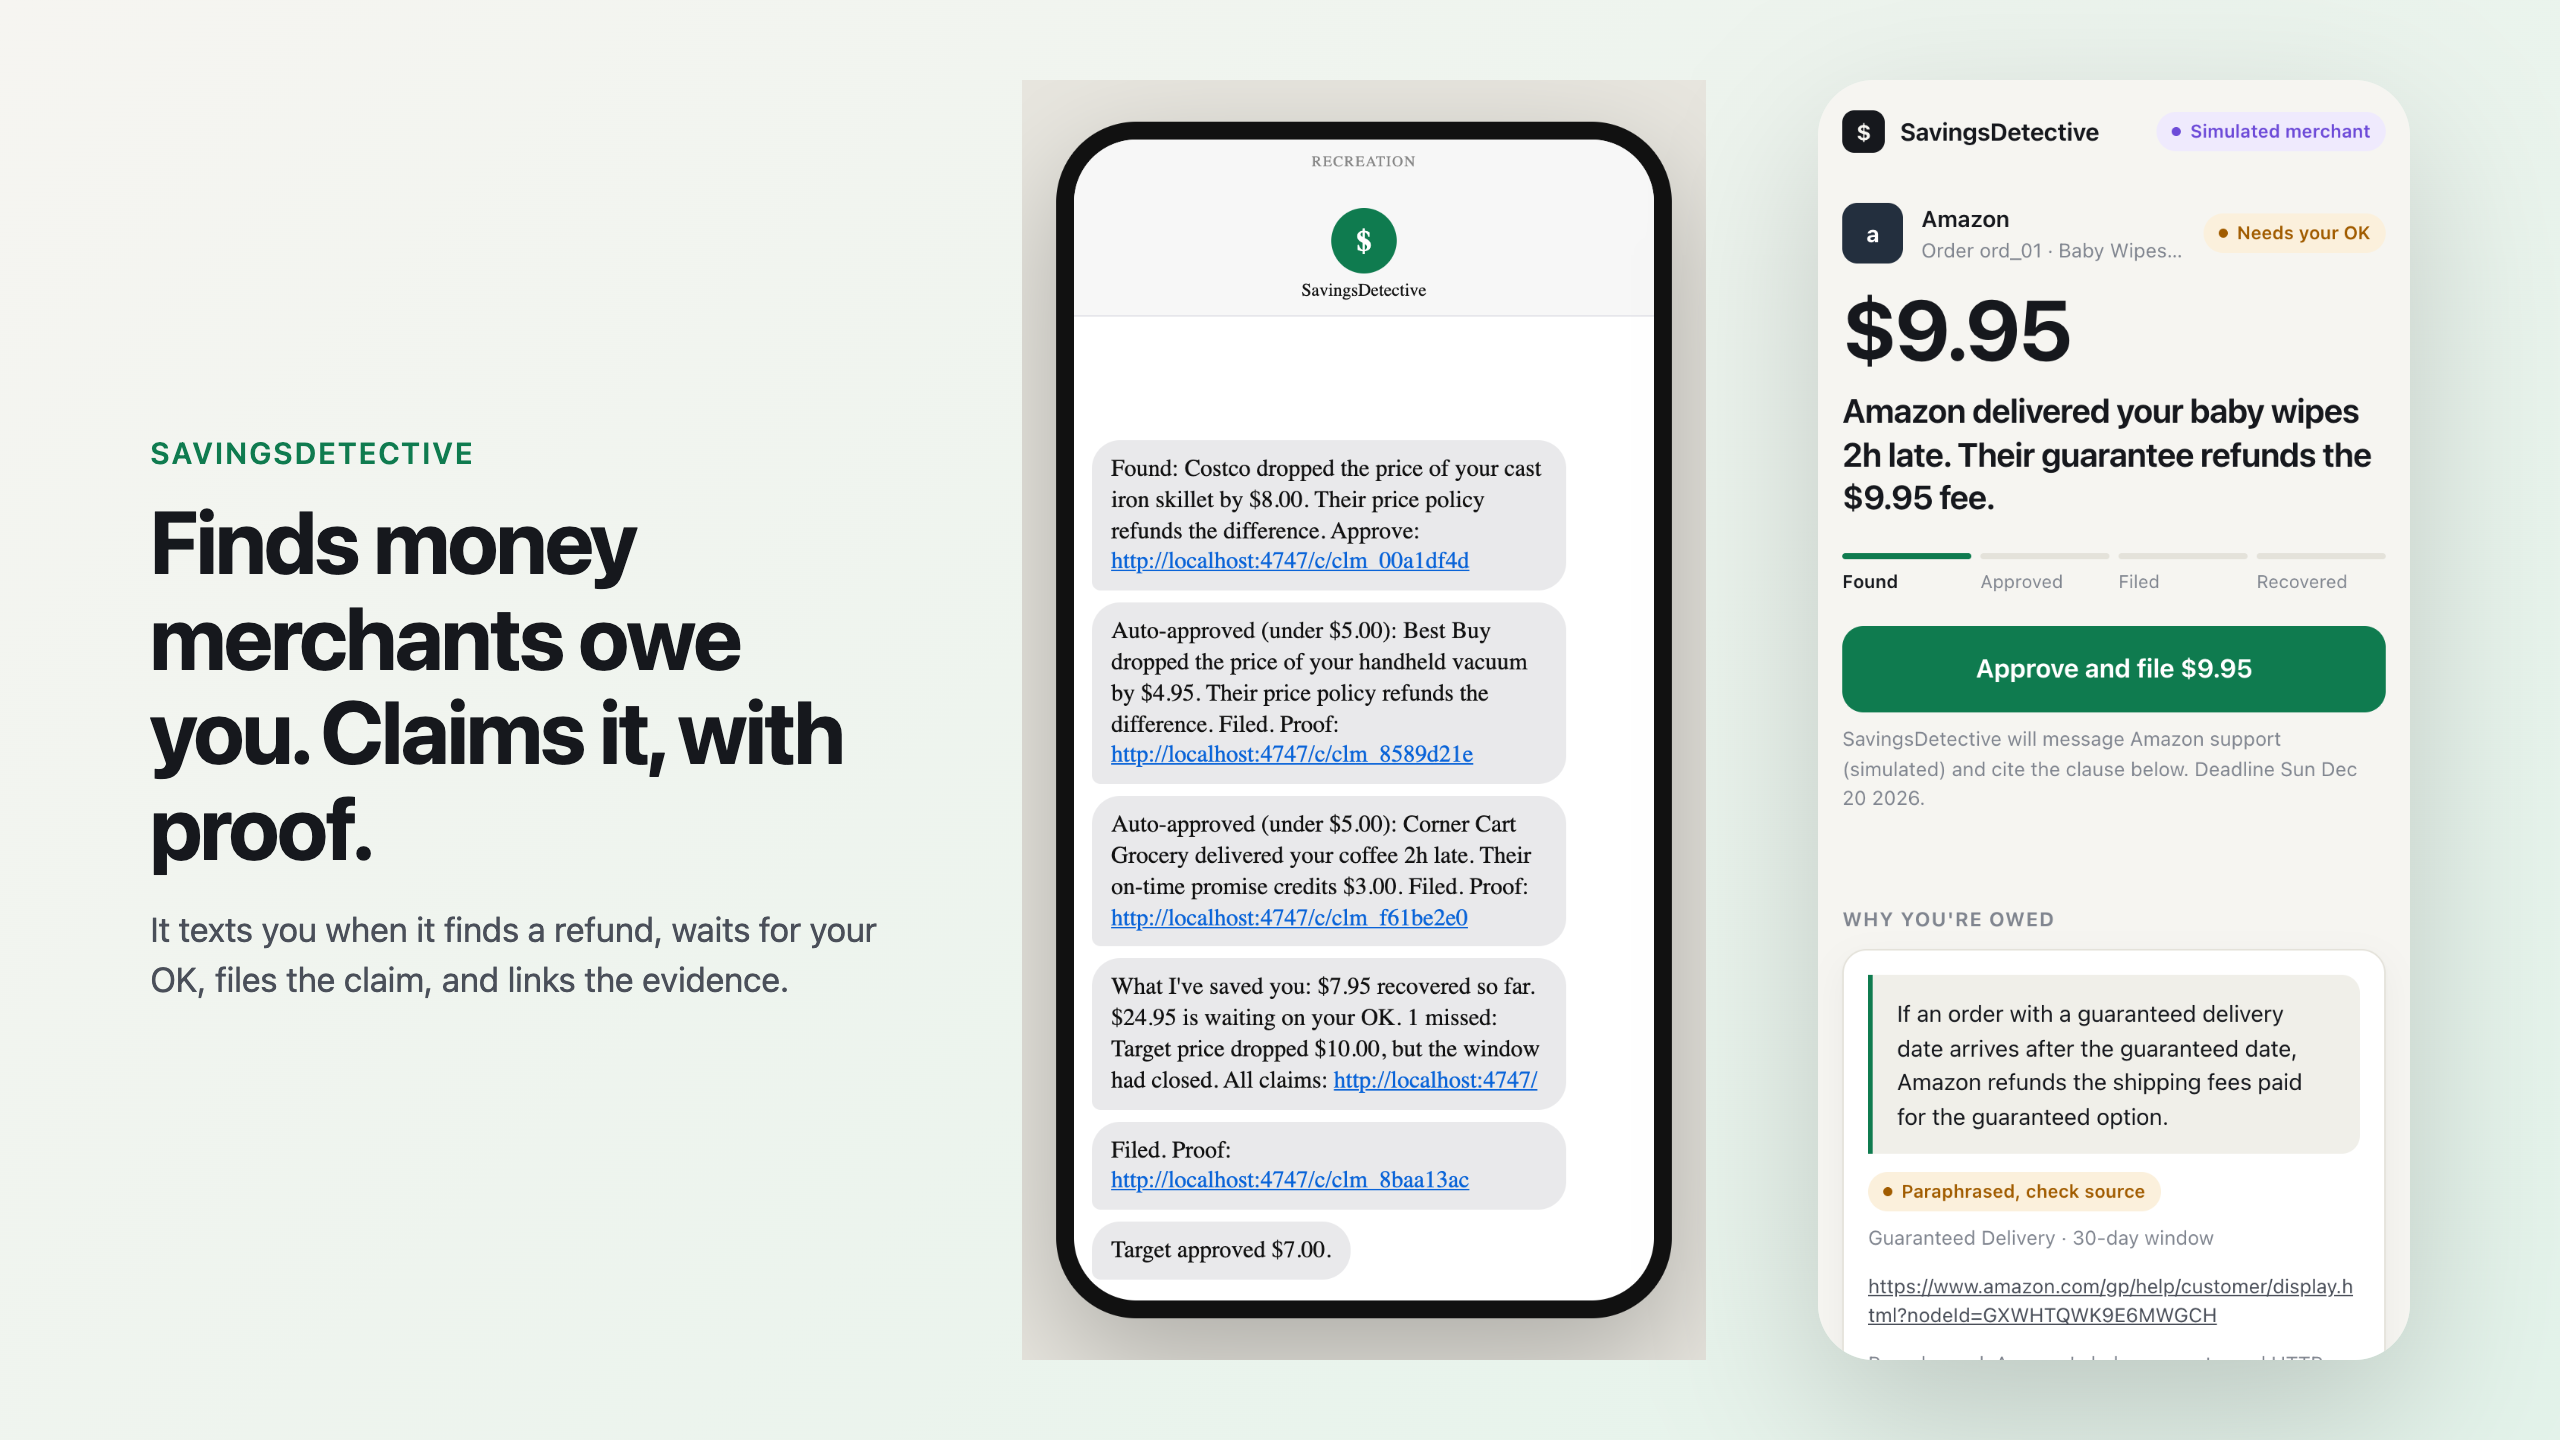 SAVINGSDETECTIVE
Finds money
merchants owe
you. Claims it, with
proof.
It texts you when it finds a refund, waits for your
OK, files the claim, and links the evidence.
RECREATION
$
SavingsDetective
Found: Costco dropped the price of your cast
iron skillet by $8.00. Their price policy
refunds the difference. Approve:
http://localhost:4747/c/clm_00a1df4d
Auto-approved (under $5.00): Best Buy
dropped the price of your handheld vacuum
by $4.95. Their price policy refunds the
difference. Filed. Proof:
http://localhost:4747/c/clm_8589d21e
Auto-approved (under $5.00): Corner Cart
Grocery delivered your coffee 2h late. Their
on-time promise credits $3.00. Filed. Proof:
http://localhost:4747/c/clm_f61be2e0
What I've saved you: $7.95 recovered so far.
$24.95 is waiting on your OK. 1 missed:
Target price dropped $10.00, but the window
had closed. All claims: http://localhost:4747/
Filed. Proof:
http://localhost:4747/c/clm_8baa13ac
Target approved $7.00.
$ SavingsDetective
Simulated merchant
a
Amazon
Order ord_01 · Baby Wipes...
Needs your OK
$9.95
Amazon delivered your baby wipes
2h late. Their guarantee refunds the
$9.95 fee.
Found Approved Filed Recovered
Approve and file $9.95
SavingsDetective will message Amazon support
(simulated) and cite the clause below. Deadline Sun Dec
20 2026.
WHY YOU'RE OWED
If an order with a guaranteed delivery
date arrives after the guaranteed date,
Amazon refunds the shipping fees paid
for the guaranteed option.
Paraphrased, check source
Guaranteed Delivery · 30-day window
https://www.amazon.com/gp/help/customer/display.h
tml?nodeId=GXWHTQWK9E6MWGCH